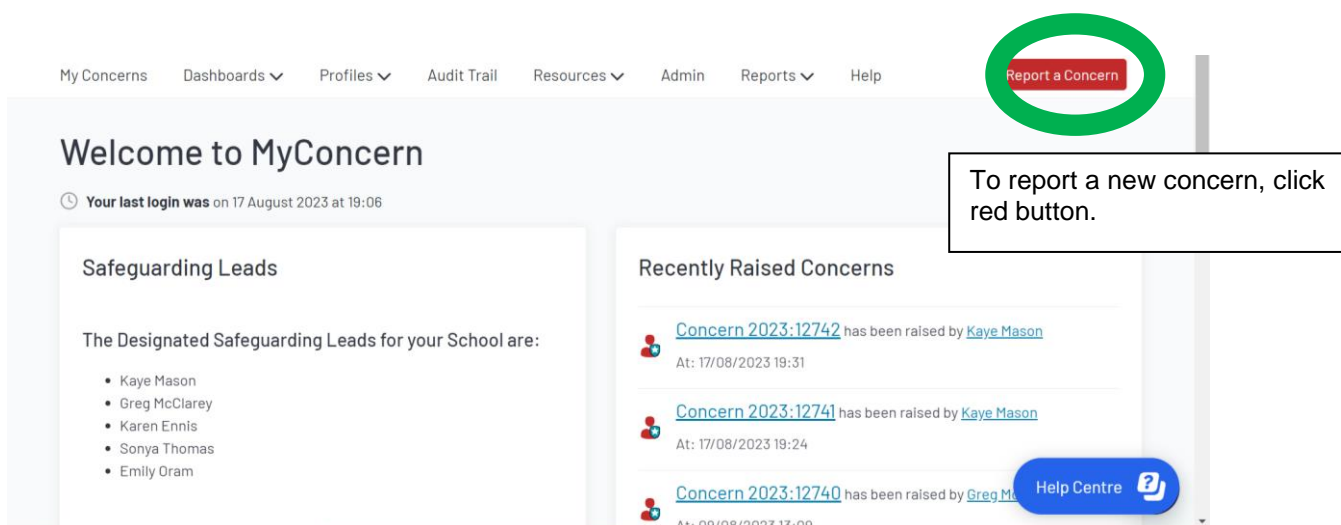 My Concerns Dashboards Profiles Audit Trail Resources Admin Reports Help Report a Concern
Welcome to MyConcern
Your last login was on 17 August 2023 at 19:06
To report a new concern, click
red button.
Safeguarding Leads
The Designated Safeguarding Leads for your School are:
Kaye Mason
Greg McClarey
Karen Ennis
Sonya Thomas
Emily Oram
Recently Raised Concerns
Concern 2023:12742 has been raised by Kaye Mason
At: 17/08/2023 19:31
Concern 2023:12741 has been raised by Kaye Mason
At: 17/08/2023 19:24
Concern 2023:12740 has been raised by Greg
Help Centre